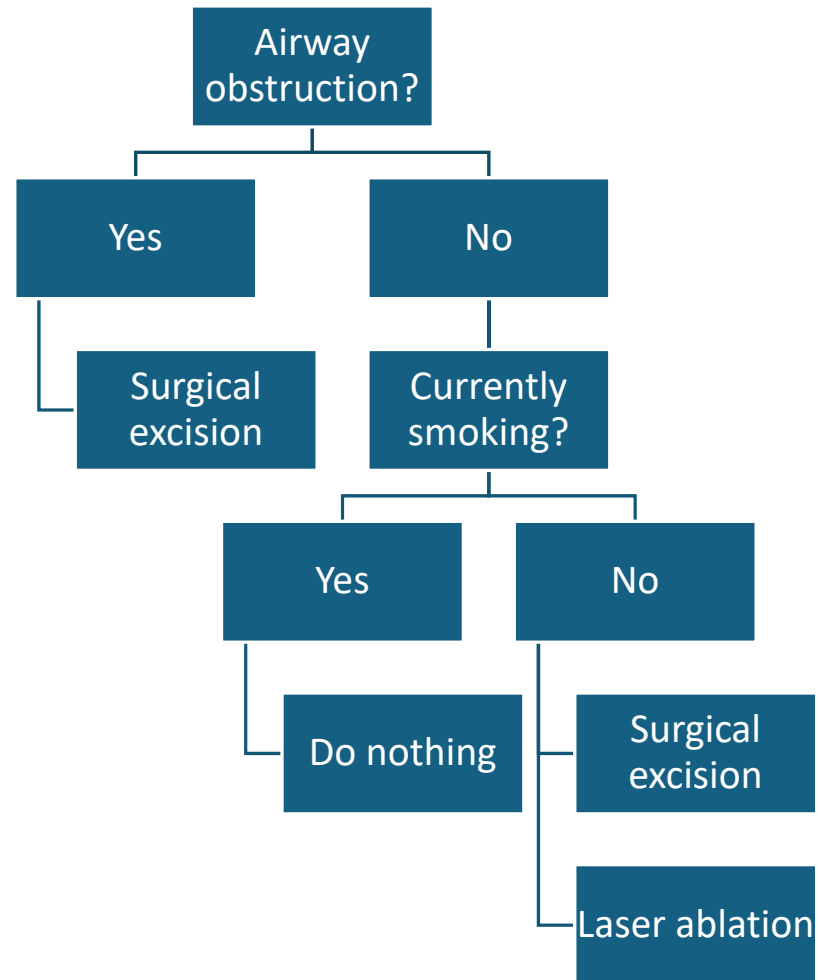 Airway
obstruction?
Yes
No
Surgical
excision
Currently
smoking?
Yes
No
Do nothing
Surgical
excision
Laser ablation